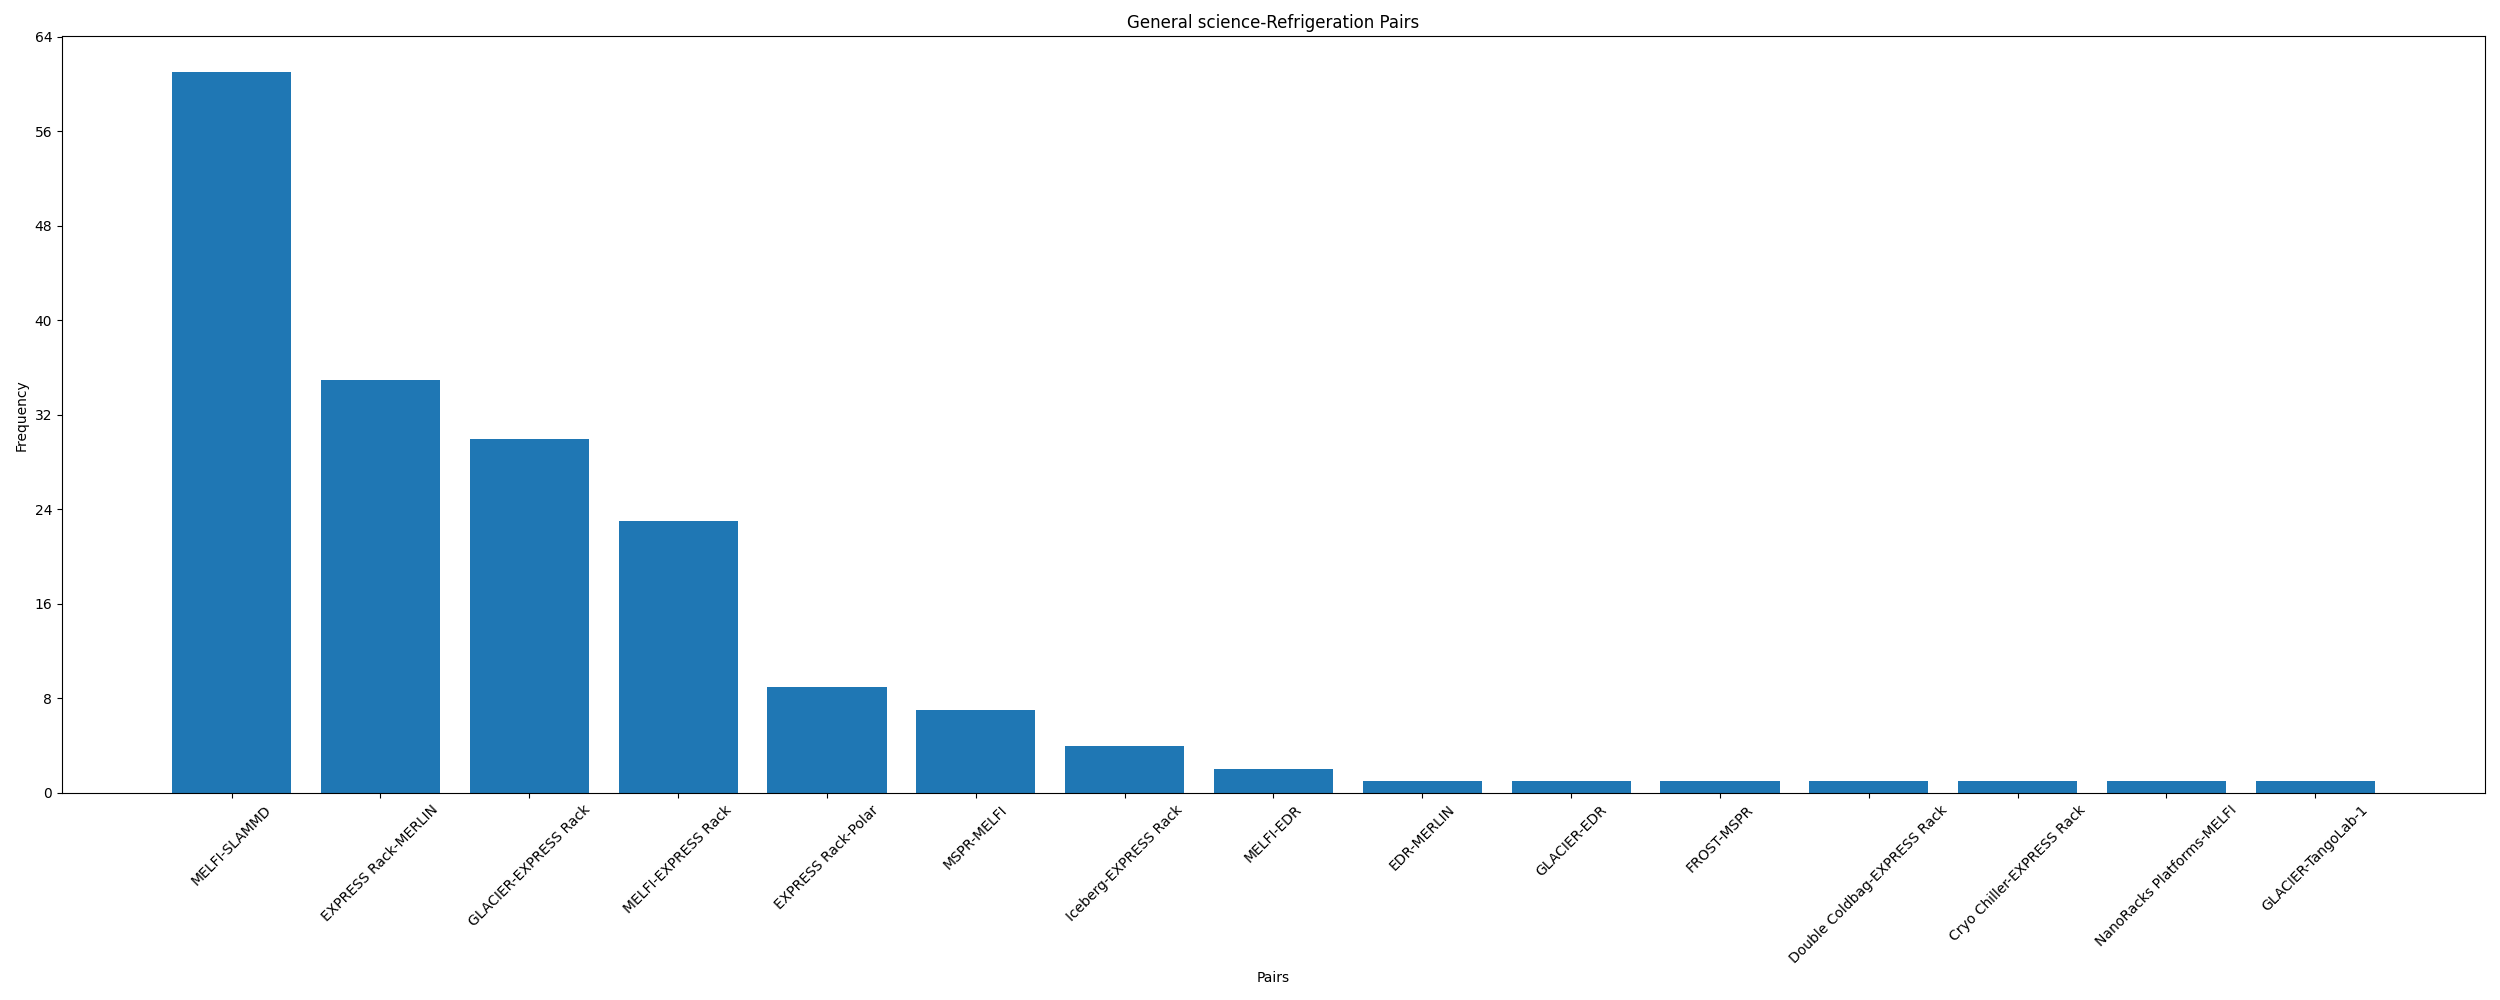 General science-Refrigeration Pairs
64
56
48
40
32
24
16
8
0
Frequency
MELFI-SLAMMD
EXPRESS Rack-MERLIN
GLACIER-EXPRESS Rack
MELFI-EXPRESS Rack
EXPRESS Rack-Polar
MSPR-MELFI
Iceberg-EXPRESS Rack
MELFI-EDR
EDR-MERLIN
GLACIER-EDR
FROST-MSPR
Double Coldbag-EXPRESS Rack
Cryo Chiller-EXPRESS Rack
NanoRacks Platforms-MELFI
GLACIER-TangoLab-1
Pairs